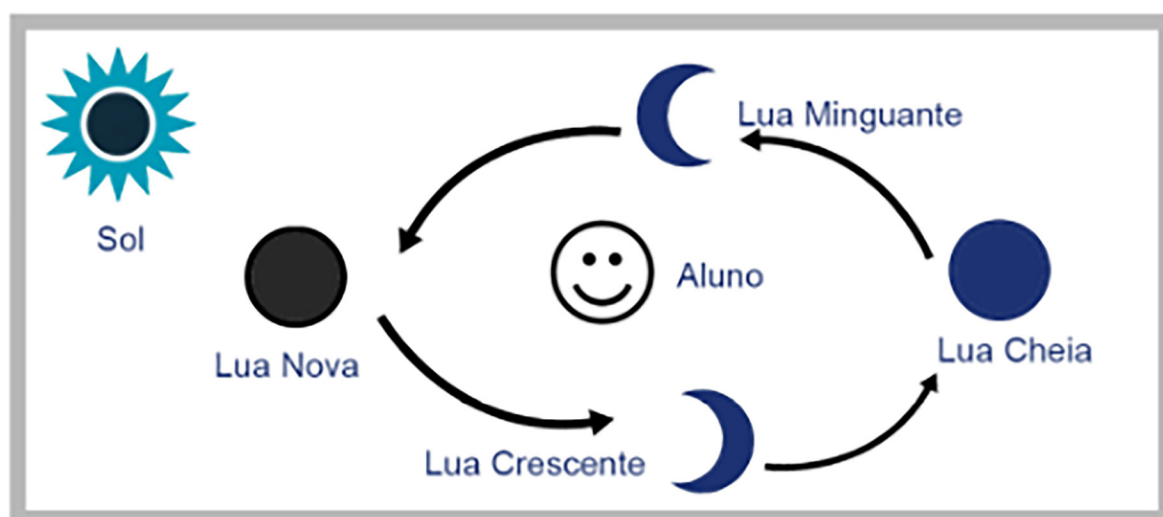 Lua Minguante
Sol
Aluno
Lua Nova
Lua Cheia
Lua Crescente